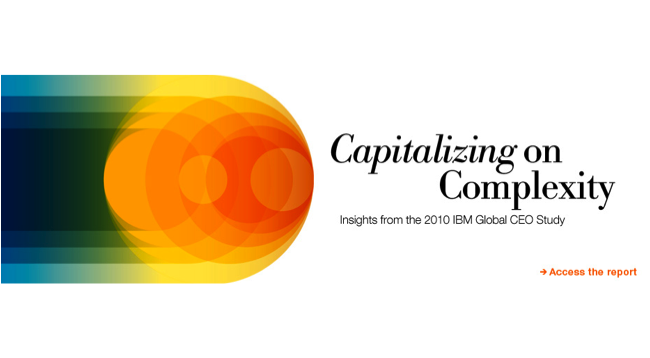 Capitalizing on
Complexity
Insights from the 2010 IBM Global CEO Study
→ Access the report